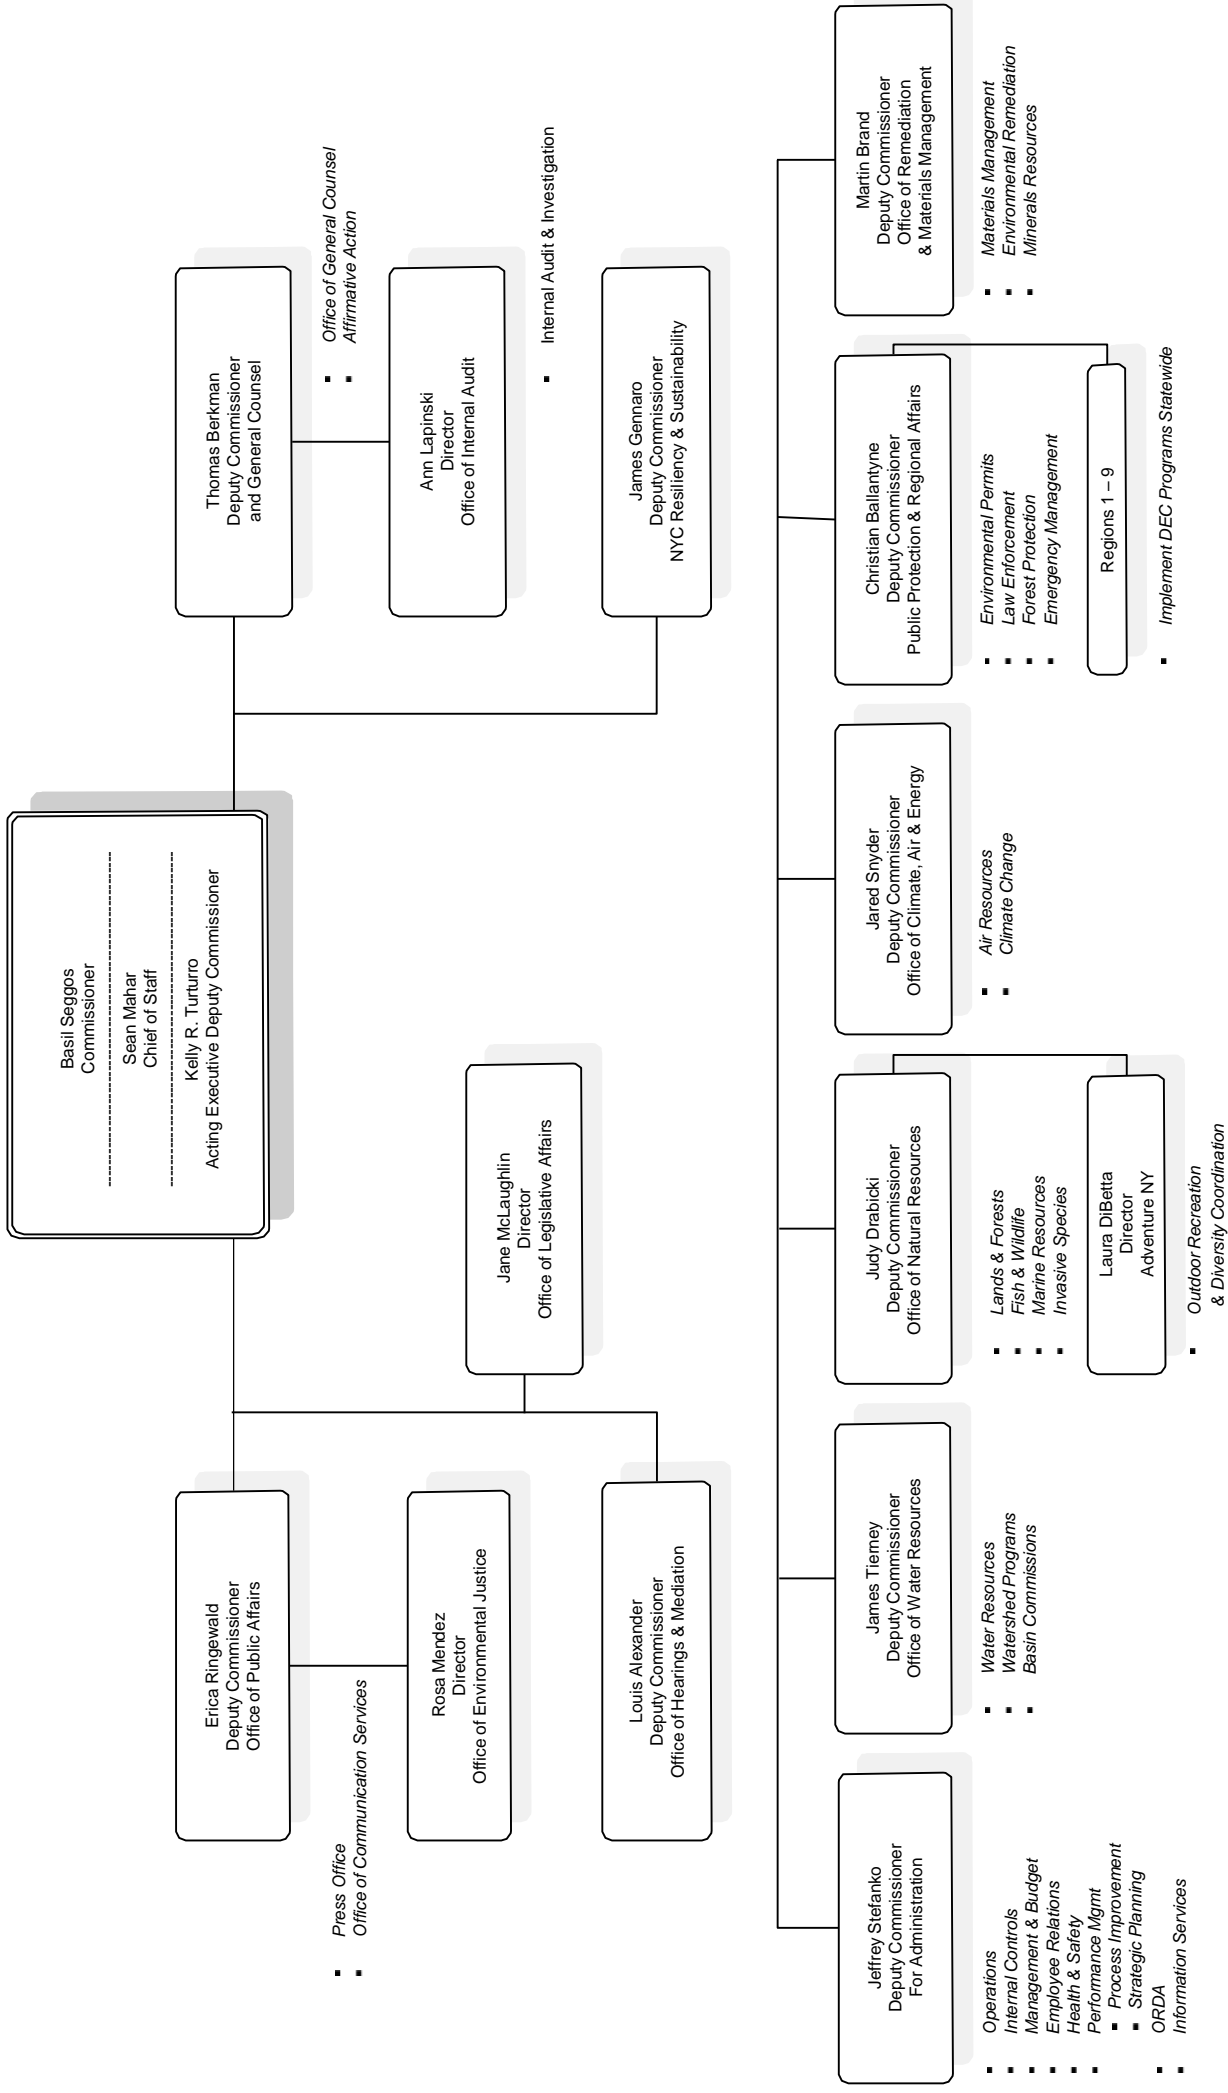 Basil Seggos
Commissioner
Sean Mahar
Chief of Staff
Kelly R. Turturro
Acting Executive Deputy Commissioner
Erica Ringewald
Deputy Commissioner
Office of Public Affairs
▪ Press Office
▪ Office of Communication Services
Rosa Mendez
Director
Office of Environmental Justice
Louis Alexander
Deputy Commissioner
Office of Hearings & Mediation
Jane McLaughlin
Director
Office of Legislative Affairs
Thomas Berkman
Deputy Commissioner
and General Counsel
▪ Office of General Counsel
▪ Affirmative Action
Ann Lapinski
Director
Office of Internal Audit
▪ Internal Audit & Investigation
James Gennaro
Deputy Commissioner
NYC Resiliency & Sustainability
Jeffrey Stefanko
Deputy Commissioner
For Administration
▪ Operations
▪ Internal Controls
▪ Management & Budget
▪ Employee Relations
▪ Health & Safety
▪ Performance Mgmt
▪ Process Improvement
▪ Strategic Planning
▪ ORDA
▪ Information Services
James Tierney
Deputy Commissioner
Office of Water Resources
▪ Water Resources
▪ Watershed Programs
▪ Basin Commissions
Judy Drabicki
Deputy Commissioner
Office of Natural Resources
▪ Lands & Forests
▪ Fish & Wildlife
▪ Marine Resources
▪ Invasive Species
Laura DiBetta
Director
Adventure NY
▪ Outdoor Recreation
& Diversity Coordination
Jared Snyder
Deputy Commissioner
Office of Climate, Air & Energy
▪ Air Resources
▪ Climate Change
Christian Ballantyne
Deputy Commissioner
Public Protection & Regional Affairs
▪ Environmental Permits
▪ Law Enforcement
▪ Forest Protection
▪ Emergency Management
Regions 1 – 9
▪ Implement DEC Programs Statewide
Martin Brand
Deputy Commissioner
Office of Remediation
& Materials Management
▪ Materials Management
▪ Environmental Remediation
▪ Minerals Resources